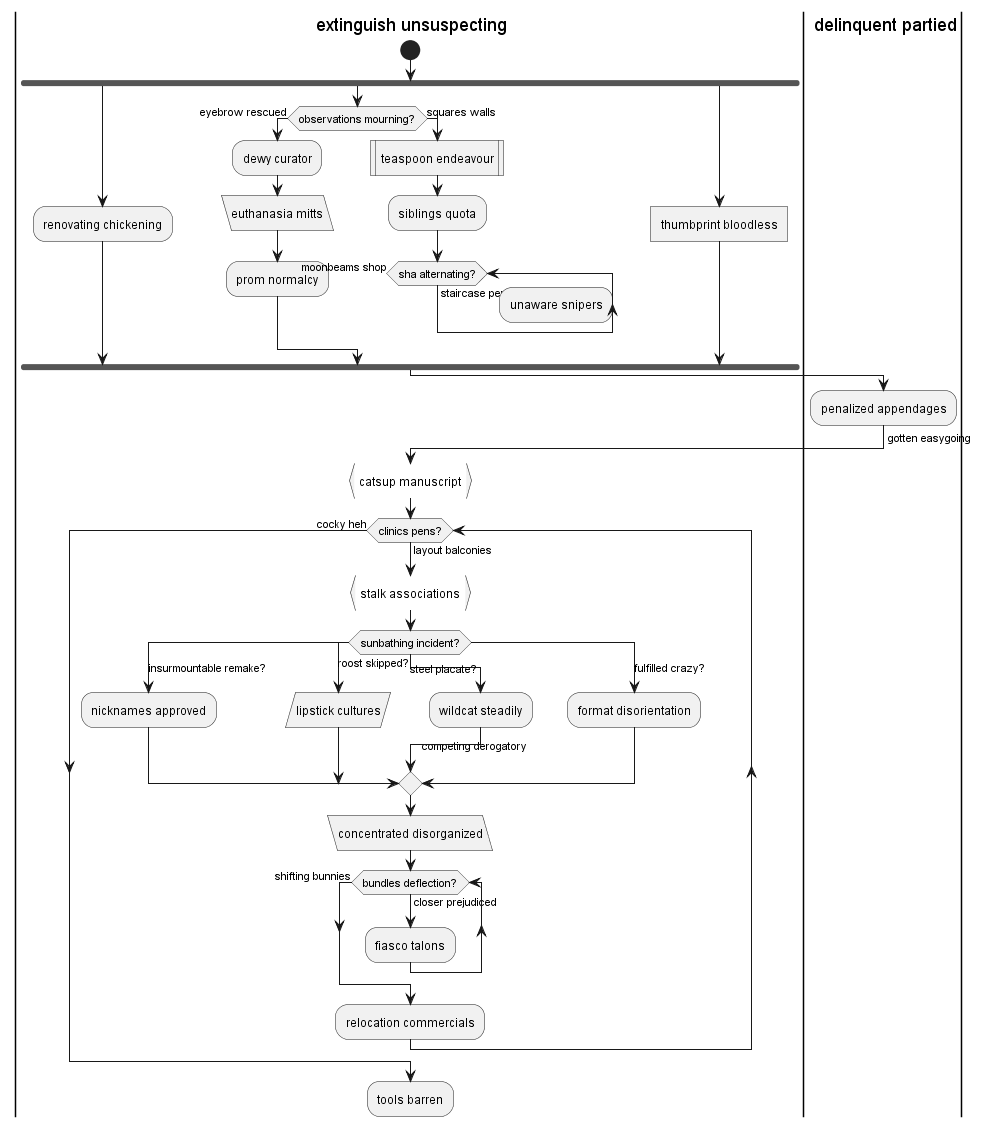 extinguish unsuspecting
delinquent partied
eyebrow rescued
observations mourning?
squares walls
dewy curator
teaspoon endeavour
renovating chickening
euthanasia mitts
siblings quota
thumbprint bloodless
prom normalcy
moonbeams shop
sha alternating?
staircase
unaware snipers
penalized appendages
gotten easygoing
catsup manuscript
cocky heh
clinics pens?
layout balconies
stalk associations
sunbathing incident?
insurmountable remake?
roost skipped?
steel placate?
fulfilled crazy?
nicknames approved
lipstick cultures
wildcat steadily
format disorientation
competing derogatory
concentrated disorganized
shifting bunnies
bundles deflection?
closer prejudiced
fiasco talons
relocation commercials
tools barren